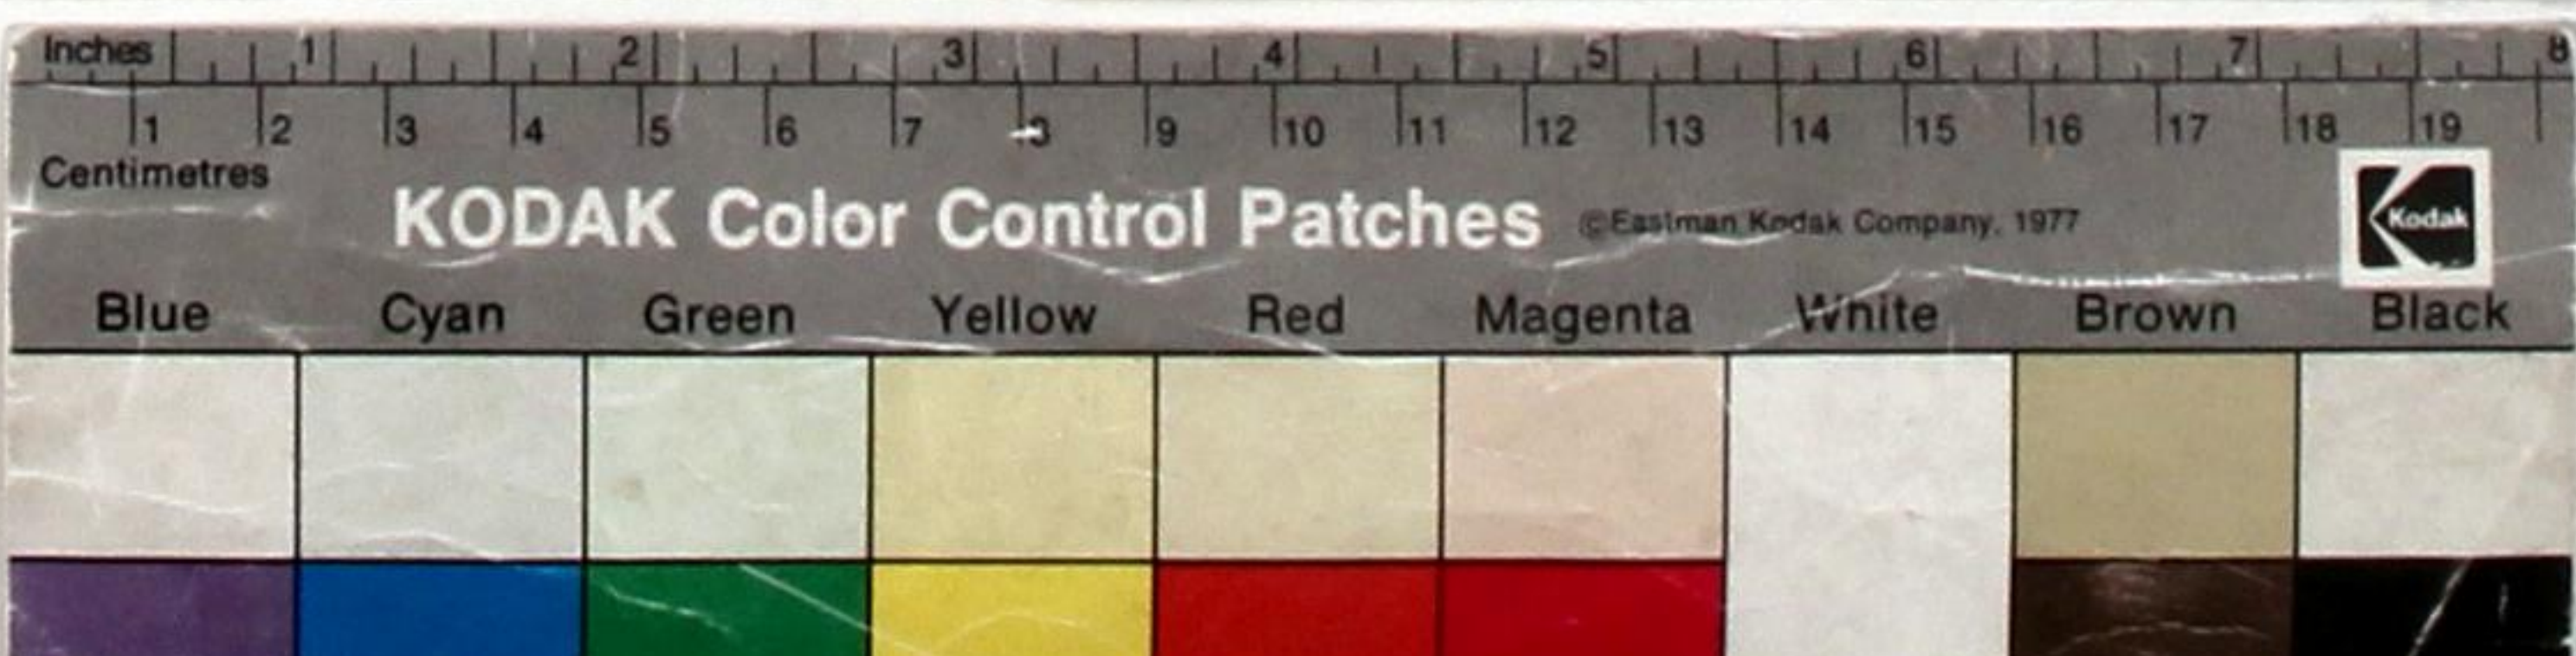 Inches 1 2 3 4 5 6 7 8
1 2 3 4 5 6 7 8 9 10 11 12 13 14 15 16 17 18 19
Centimetres
KODAK Color Control Patches ©Eastman Kodak Company, 1977 Kodak
Blue Cyan Green Yellow Red Magenta White Brown Black